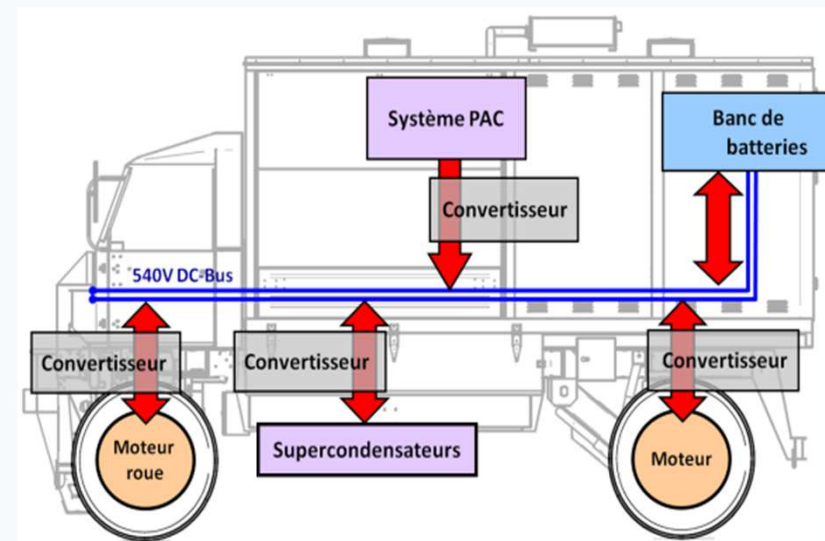 Système PAC
Banc de
batteries
Convertisseur
540V DC-Bus
Convertisseur
Convertisseur
Convertisseur
Moteur
roue
Supercondensateurs
Moteur